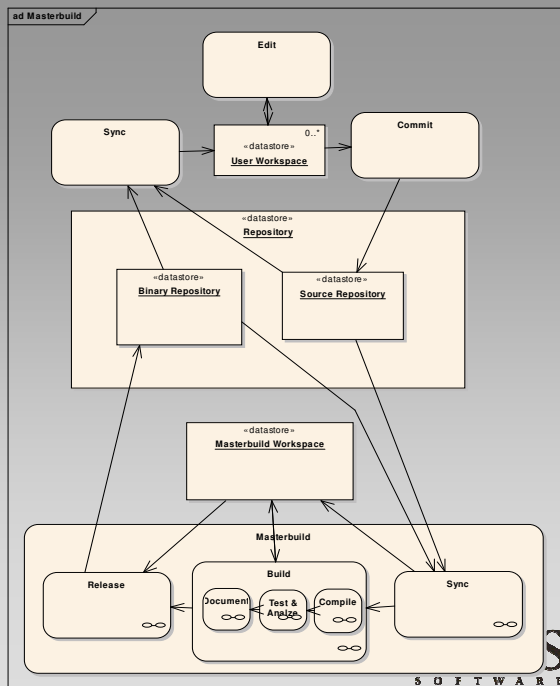 ad Masterbuild
Edit
Sync
0..*
«datastore»
User Workspace
Commit
«datastore»
Repository
«datastore»
Binary Repository
«datastore»
Source Repository
«datastore»
Masterbuild Workspace
Masterbuild
Release
Build
Document
Test &
Analze
Compile
Sync
S
SOFTWARE